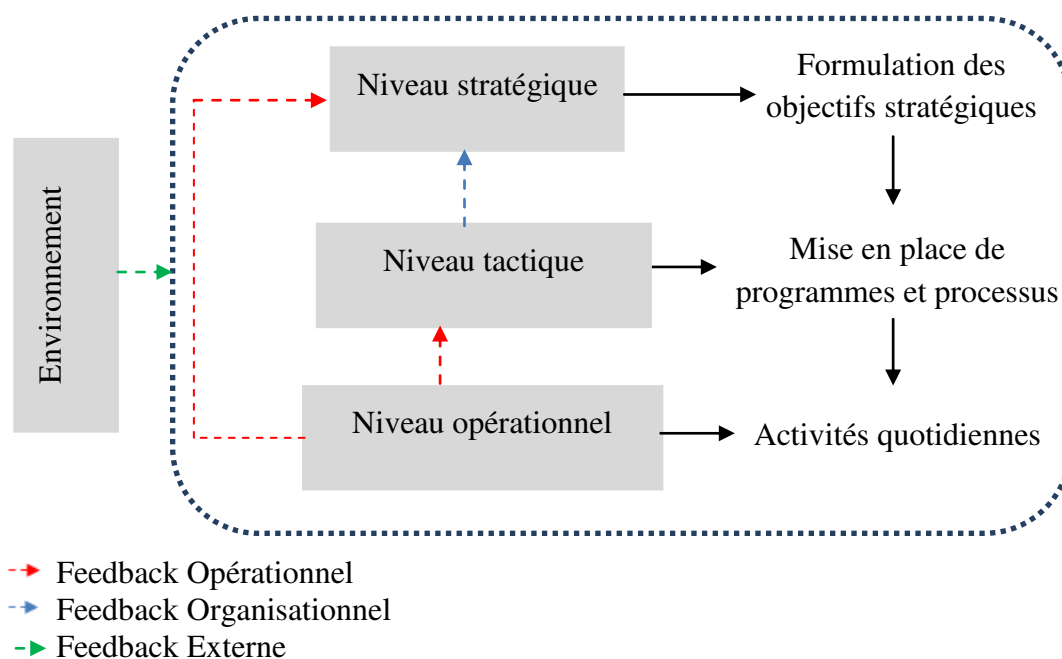 Niveau stratégique
Formulation des
objectifs stratégiques
Environnement
Niveau tactique
Mise en place de
programmes et processus
Niveau opérationnel
Activités quotidiennes
Feedback Opérationnel
Feedback Organisationnel
Feedback Externe